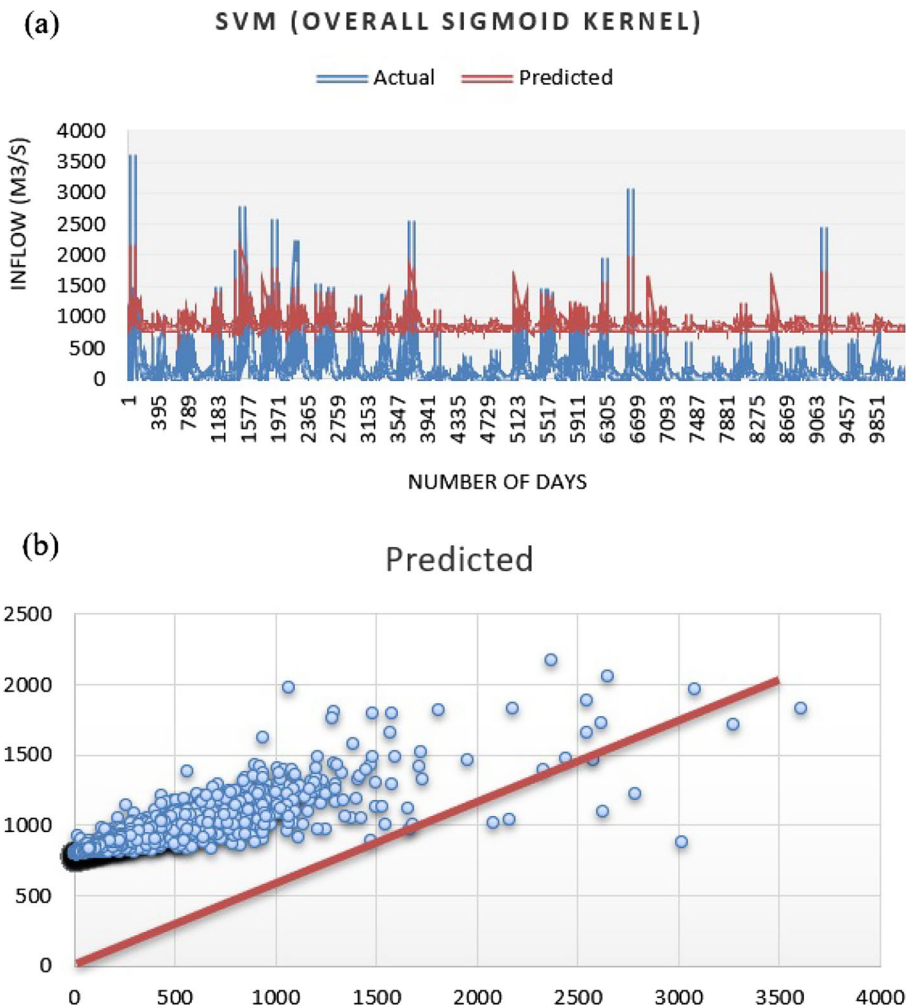 (a)
SVM (OVERALL SIGMOID KERNEL)
Actual Predicted
INFLOW (M3/S)
4000
3500
3000
2500
2000
1500
1000
500
0
1 395 789 1183 1577 1971 2365 2759 3153 3547 3941 4335 4729 5123 5517 5911 6305 6699 7093 7487 7881 8275 8669 9063 9457 9851
NUMBER OF DAYS
(b)
Predicted
2500
2000
1500
1000
500
0
0 500 1000 1500 2000 2500 3000 3500 4000